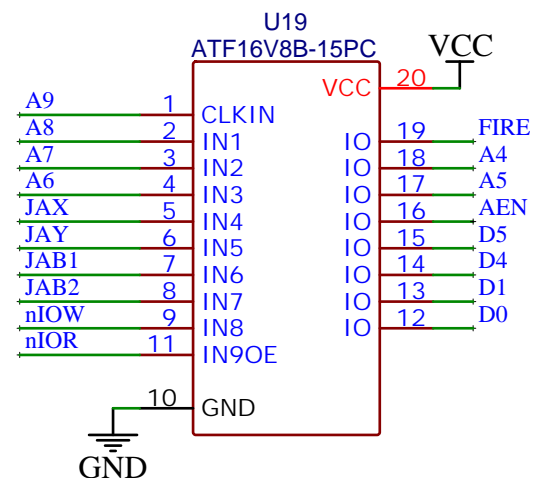 U19
ATF16V8B-15PC
VCC
VCC 20
A9 1 CLKIN
A8 2 IN1 IO 19 FIRE
A7 3 IN2 IO 18 A4
A6 4 IN3 IO 17 A5
JAX 5 IN4 IO 16 AEN
JAY 6 IN5 IO 15 D5
JAB1 7 IN6 IO 14 D4
JAB2 8 IN7 IO 13 D1
nIOW 9 IN8 IO 12 D0
nIOR 11 IN9OE
10 GND
GND